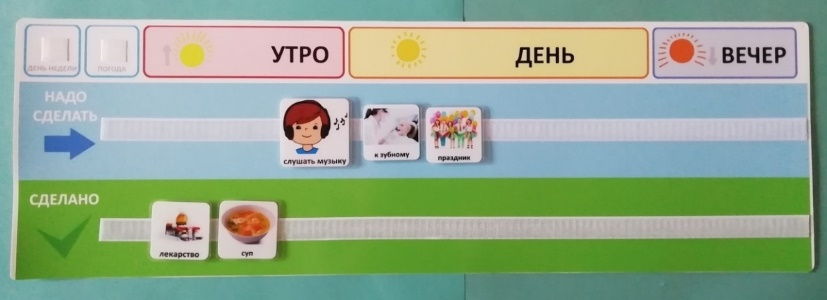 ДЕНЬ НЕДЕЛИ
ПОГОДА
УТРО
ДЕНЬ
ВЕЧЕР
НАДО
СДЕЛАТЬ
слушать музыку
к зубному
праздник
СДЕЛАНО
лекарство
суп